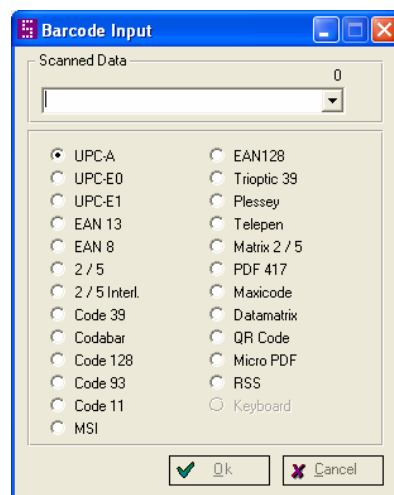 Barcode Input
Scanned Data
0
UPC-A
UPC-E0
UPC-E1
EAN 13
EAN 8
2 / 5
2 / 5 Interl.
Code 39
Codabar
Code 128
Code 93
Code 11
MSI
EAN128
Trioptic 39
Plessey
Telepen
Matrix 2 / 5
PDF 417
Maxicode
Datamatrix
QR Code
Micro PDF
RSS
Keyboard
Ok
Cancel